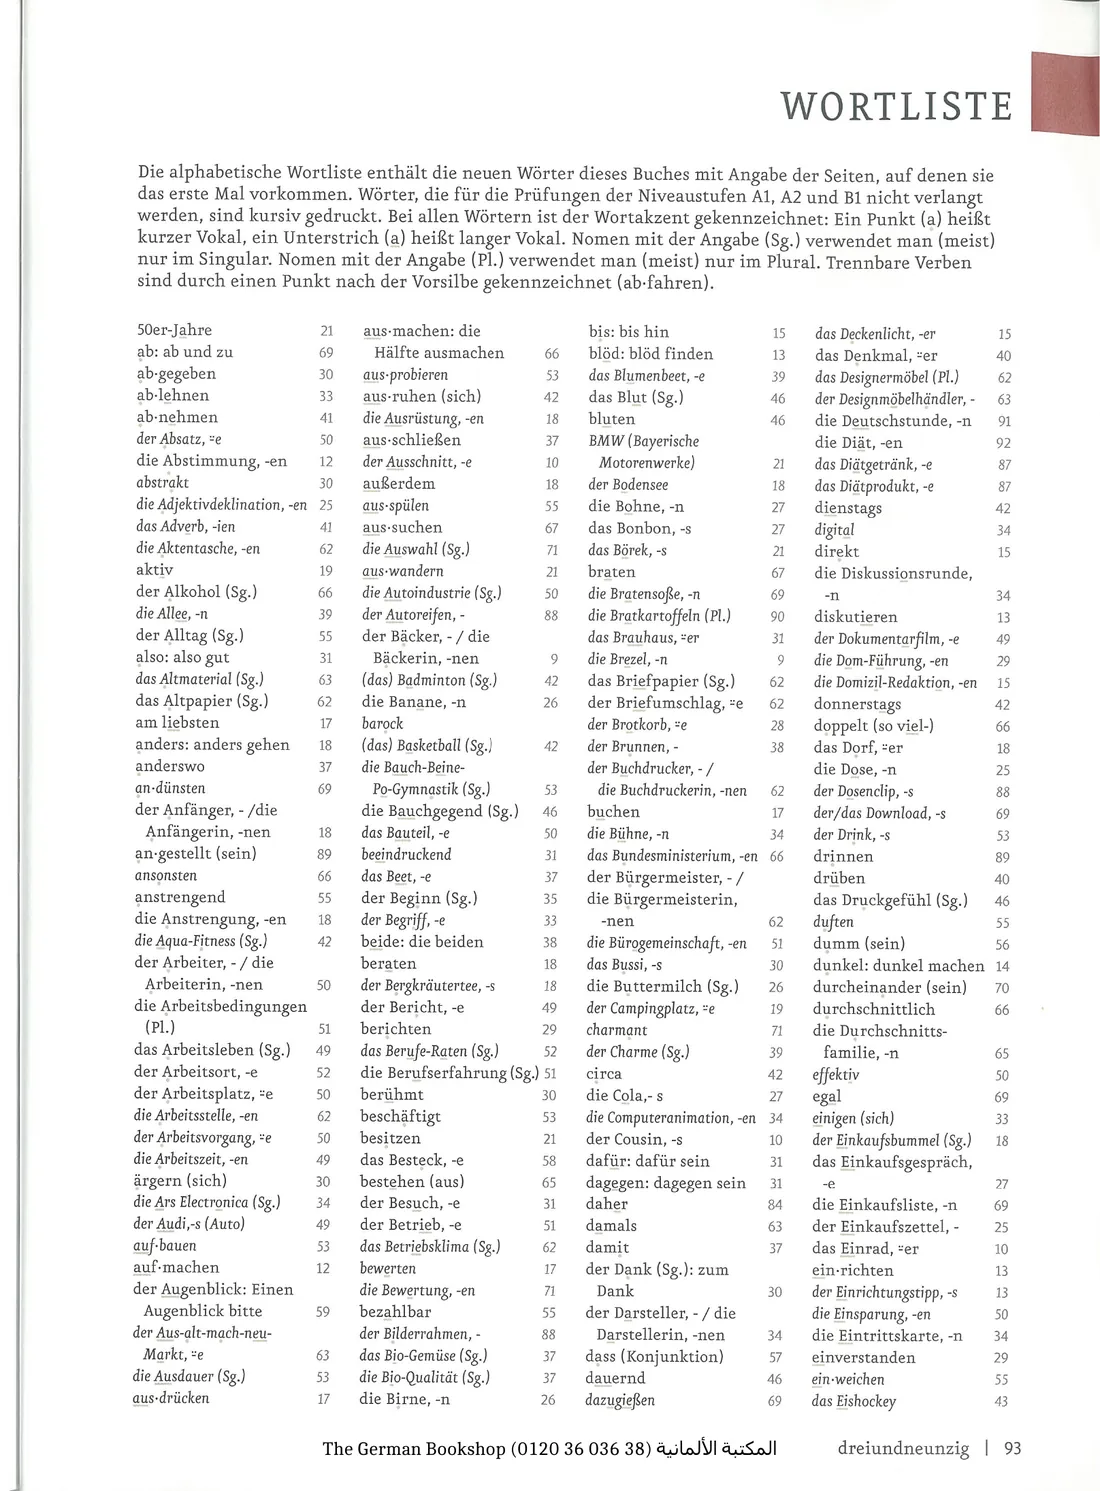 WORTLISTE
Die alphabetische Wortliste enthält die neuen Wörter dieses Buches mit Angabe der Seiten, auf denen sie
das erste Mal vorkommen. Wörter, die für die Prüfungen der Niveaustufen A1, A2 und B1 nicht verlangt
werden, sind kursiv gedruckt. Bei allen Wörtern ist der Wortakzent gekennzeichnet: Ein Punkt (ạ) heißt
kurzer Vokal, ein Unterstrich (a̲) heißt langer Vokal. Nomen mit der Angabe (Sg.) verwendet man (meist)
nur im Singular. Nomen mit der Angabe (Pl.) verwendet man (meist) nur im Plural. Trennbare Verben
sind durch einen Punkt nach der Vorsilbe gekennzeichnet (ab·fahren).
50er-Jahre 21
ab: ab und zu 69
ab·gegeben 30
ab·lehnen 33
ab·nehmen 41
der Absatz, ¨-e 50
die Abstimmung, -en 12
abstrakt 30
die Adjektivdeklination, -en 25
das Adverb, -ien 41
die Aktentasche, -en 62
aktiv 19
der Alkohol (Sg.) 66
die Allee, -n 39
der Alltag (Sg.) 55
also: also gut 31
das Altmaterial (Sg.) 63
das Altpapier (Sg.) 62
am liebsten 17
anders: anders gehen 18
anderswo 37
an·dünsten 69
der Anfänger, - /die
Anfängerin, -nen 18
an·gestellt (sein) 89
ansonsten 66
anstrengend 55
die Anstrengung, -en 18
die Aqua-Fitness (Sg.) 42
der Arbeiter, - / die
Arbeiterin, -nen 50
die Arbeitsbedingungen
(Pl.) 51
das Arbeitsleben (Sg.) 49
der Arbeitsort, -e 52
der Arbeitsplatz, ¨-e 50
die Arbeitsstelle, -en 62
der Arbeitsvorgang, ¨-e 50
die Arbeitszeit, -en 49
ärgern (sich) 30
die Ars Electronica (Sg.) 34
der Audi,-s (Auto) 49
auf·bauen 53
auf·machen 12
der Augenblick: Einen
Augenblick bitte 59
der Aus-alt-mach-neu-
Markt, ¨-e 63
die Ausdauer (Sg.) 53
aus·drücken 17
aus·machen: die
Hälfte ausmachen 66
aus·probieren 53
aus·ruhen (sich) 42
die Ausrüstung, -en 18
aus·schließen 37
der Ausschnitt, -e 10
außerdem 18
aus·spülen 55
aus·suchen 67
die Auswahl (Sg.) 71
aus·wandern 21
die Autoindustrie (Sg.) 50
der Autoreifen, - 88
der Bäcker, - / die
Bäckerin, -nen 9
(das) Badminton (Sg.) 42
die Banane, -n 26
barock
(das) Basketball (Sg.) 42
die Bauch-Beine-
Po-Gymnastik (Sg.) 53
die Bauchgegend (Sg.) 46
das Bauteil, -e 50
beeindruckend 31
das Beet, -e 37
der Beginn (Sg.) 35
der Begriff, -e 33
beide: die beiden 38
beraten 18
der Bergkräutertee, -s 18
der Bericht, -e 49
berichten 29
das Berufe-Raten (Sg.) 52
die Berufserfahrung (Sg.) 51
berühmt 30
beschäftigt 53
besitzen 21
das Besteck, -e 58
bestehen (aus) 65
der Besuch, -e 31
der Betrieb, -e 51
das Betriebsklima (Sg.) 62
bewerten 17
die Bewertung, -en 71
bezahlbar 55
der Bilderrahmen, - 88
das Bio-Gemüse (Sg.) 37
die Bio-Qualität (Sg.) 37
die Birne, -n 26
bis: bis hin 15
blöd: blöd finden 13
das Blumenbeet, -e 39
das Blut (Sg.) 46
bluten 46
BMW (Bayerische
Motorenwerke) 21
der Bodensee 18
die Bohne, -n 27
das Bonbon, -s 27
das Börek, -s 21
braten 67
die Bratensoße, -n 69
die Bratkartoffeln (Pl.) 90
das Brauhaus, ¨-er 31
die Brezel, -n 9
das Briefpapier (Sg.) 62
der Briefumschlag, ¨-e 62
der Brotkorb, ¨-e 28
der Brunnen, - 38
der Buchdrucker, - /
die Buchdruckerin, -nen 62
buchen 17
die Bühne, -n 34
das Bundesministerium, -en 66
der Bürgermeister, - /
die Bürgermeisterin,
-nen 62
die Bürogemeinschaft, -en 51
das Bussi, -s 30
die Buttermilch (Sg.) 26
der Campingplatz, ¨-e 19
charmant 71
der Charme (Sg.) 39
circa 42
die Cola,- s 27
die Computeranimation, -en 34
der Cousin, -s 10
dafür: dafür sein 31
dagegen: dagegen sein 31
daher 84
damals 63
damit 37
der Dank (Sg.): zum
Dank 30
der Darsteller, - / die
Darstellerin, -nen 34
dass (Konjunktion) 57
dauernd 46
dazugießen 69
das Deckenlicht, -er 15
das Denkmal, ¨-er 40
das Designermöbel (Pl.) 62
der Designmöbelhändler, - 63
die Deutschstunde, -n 91
die Diät, -en 92
das Diätgetränk, -e 87
das Diätprodukt, -e 87
dienstags 42
digital 34
direkt 15
die Diskussionsrunde,
-n 34
diskutieren 13
der Dokumentarfilm, -e 49
die Dom-Führung, -en 29
die Domizil-Redaktion, -en 15
donnerstags 42
doppelt (so viel-) 66
das Dorf, ¨-er 18
die Dose, -n 25
der Dosenclip, -s 88
der/das Download, -s 69
der Drink, -s 53
drinnen 89
drüben 40
das Druckgefühl (Sg.) 46
duften 55
dumm (sein) 56
dunkel: dunkel machen 14
durcheinander (sein) 70
durchschnittlich 66
die Durchschnitts-
familie, -n 65
effektiv 50
egal 69
einigen (sich) 33
der Einkaufsbummel (Sg.) 18
das Einkaufsgespräch,
-e 27
die Einkaufsliste, -n 69
der Einkaufszettel, - 25
das Einrad, ¨-er 10
ein·richten 13
der Einrichtungstipp, -s 13
die Einsparung, -en 50
die Eintrittskarte, -n 34
einverstanden 29
ein·weichen 55
das Eishockey 43
The German Bookshop (0120 36 036 38) المكتبة الألمانية
dreiundneunzig | 93